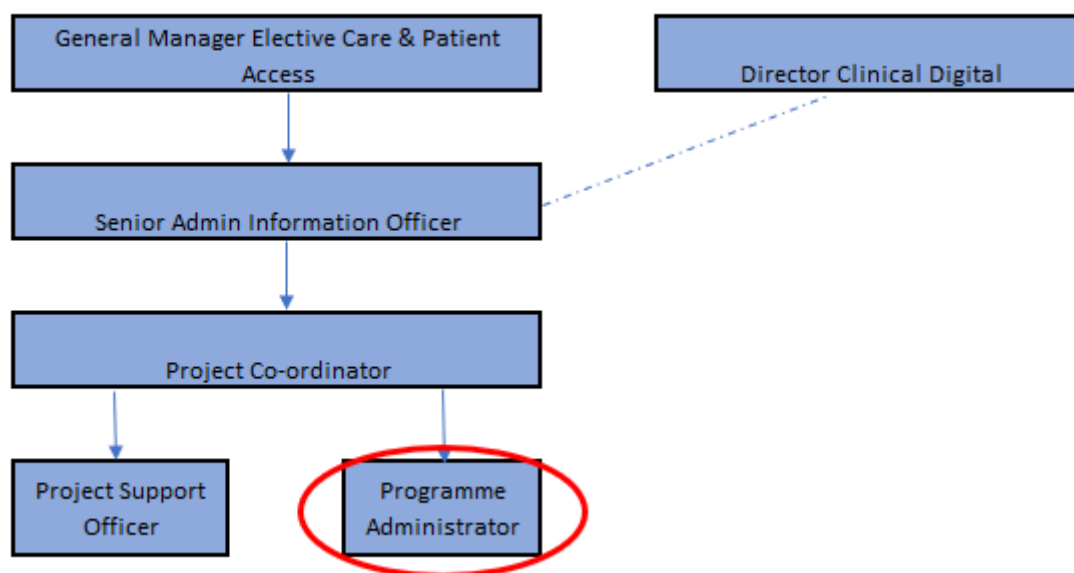 General Manager Elective Care & Patient
Access
Director Clinical Digital
Senior Admin Information Officer
Project Co-ordinator
Project Support
Officer
Programme
Administrator